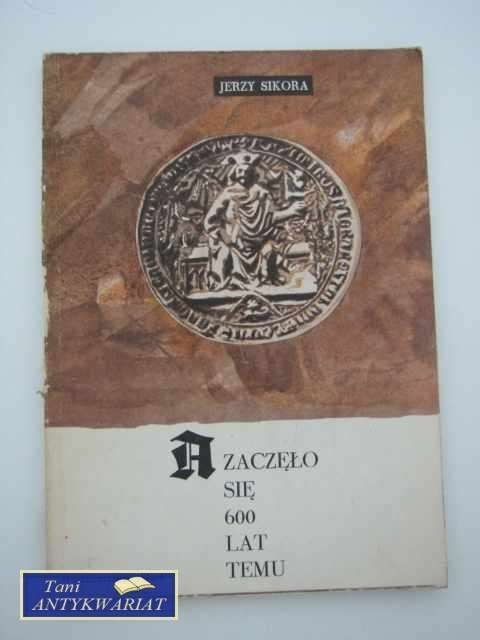 JERZY SIKORA
A ZACZĘŁO
SIĘ
600
LAT
TEMU
Tani
ANTYKWARIAT